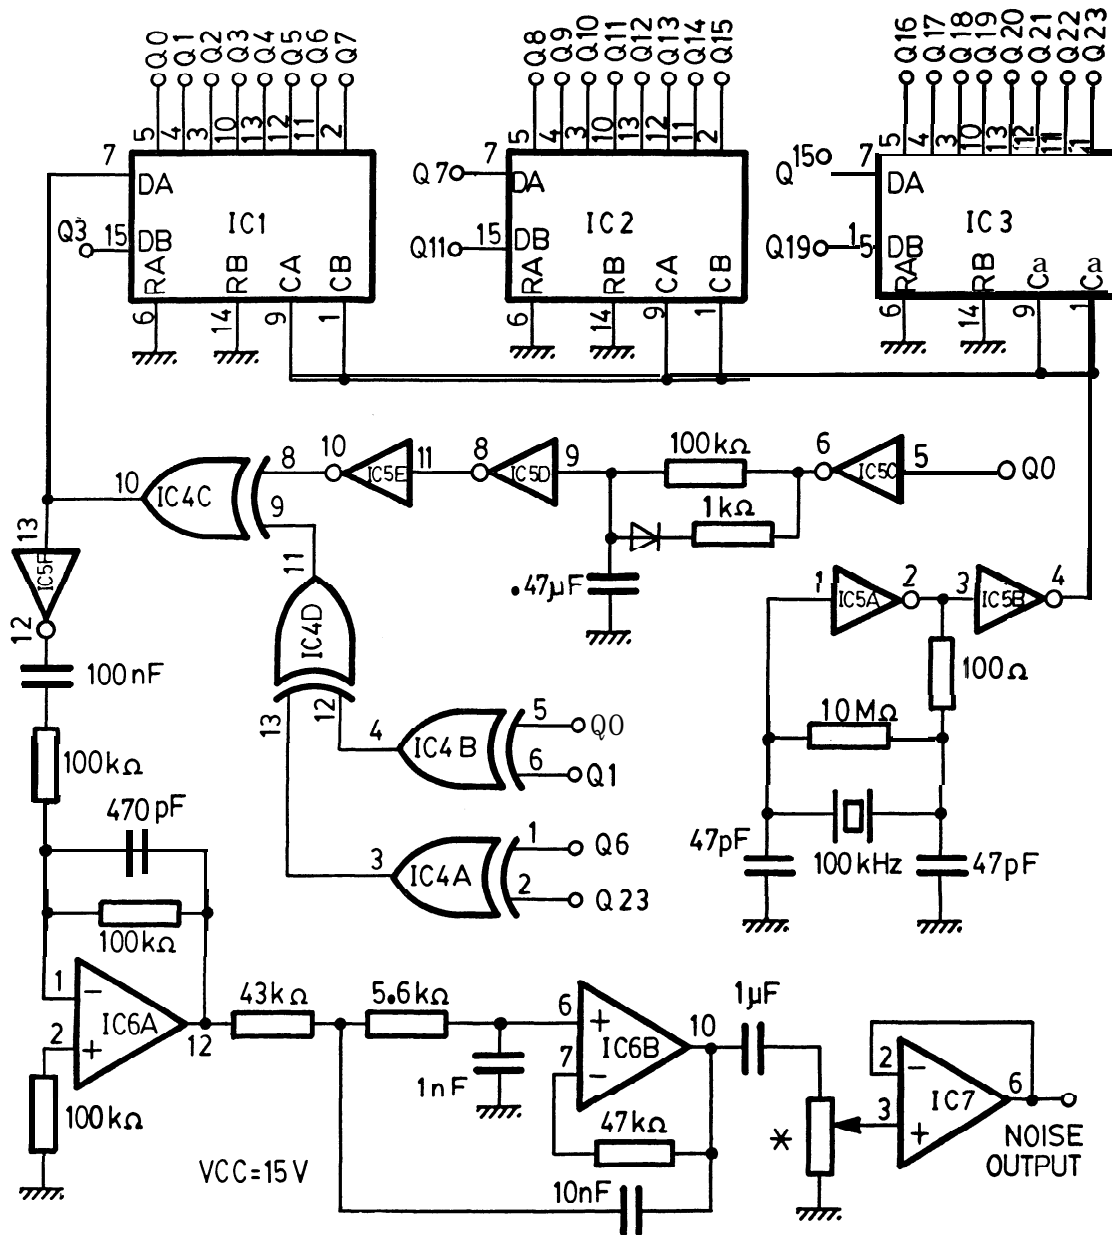 Q0 Q1 Q2 Q3 Q4 Q5 Q6 Q7
Q8 Q9 Q10 Q11 Q12 Q13 Q14 Q15
Q16 Q17 Q18 Q19 Q20 Q21 Q22 Q23
5 4 3 10 13 12 11 2
5 4 3 10 13 12 11 2
5 4 3 10 13 12 11
7 DA
Q3 15 DB
IC1
RA RB CA CB
6 14 9 1
Q7 7 DA
Q11 15 DB
IC2
RA RB CA CB
6 14 9 1
Q15 7 DA
Q19 15 DB
IC3
RA RB Ca Ca
6 14 9 1
10 IC4C 8 9
10 IC5E 11
8 IC5D 9
100kΩ
1kΩ
6 IC5C 5 Q0
.47µF
13 IC5F 12
11 IC4D 13 12
1 IC5A 2
3 IC5B 4
100Ω
10MΩ
100nF
100kΩ
470pF
100kΩ
4 IC4B 5 Q0
6 Q1
3 IC4A 1 Q6
2 Q23
47pF
100kHz
47pF
1 −
IC6A
2 +
12
100kΩ
43kΩ
5.6kΩ
1nF
6 +
IC6B
7 −
10
47kΩ
10nF
1µF
*
2 −
IC7
3 +
6
NOISE
OUTPUT
VCC=15V